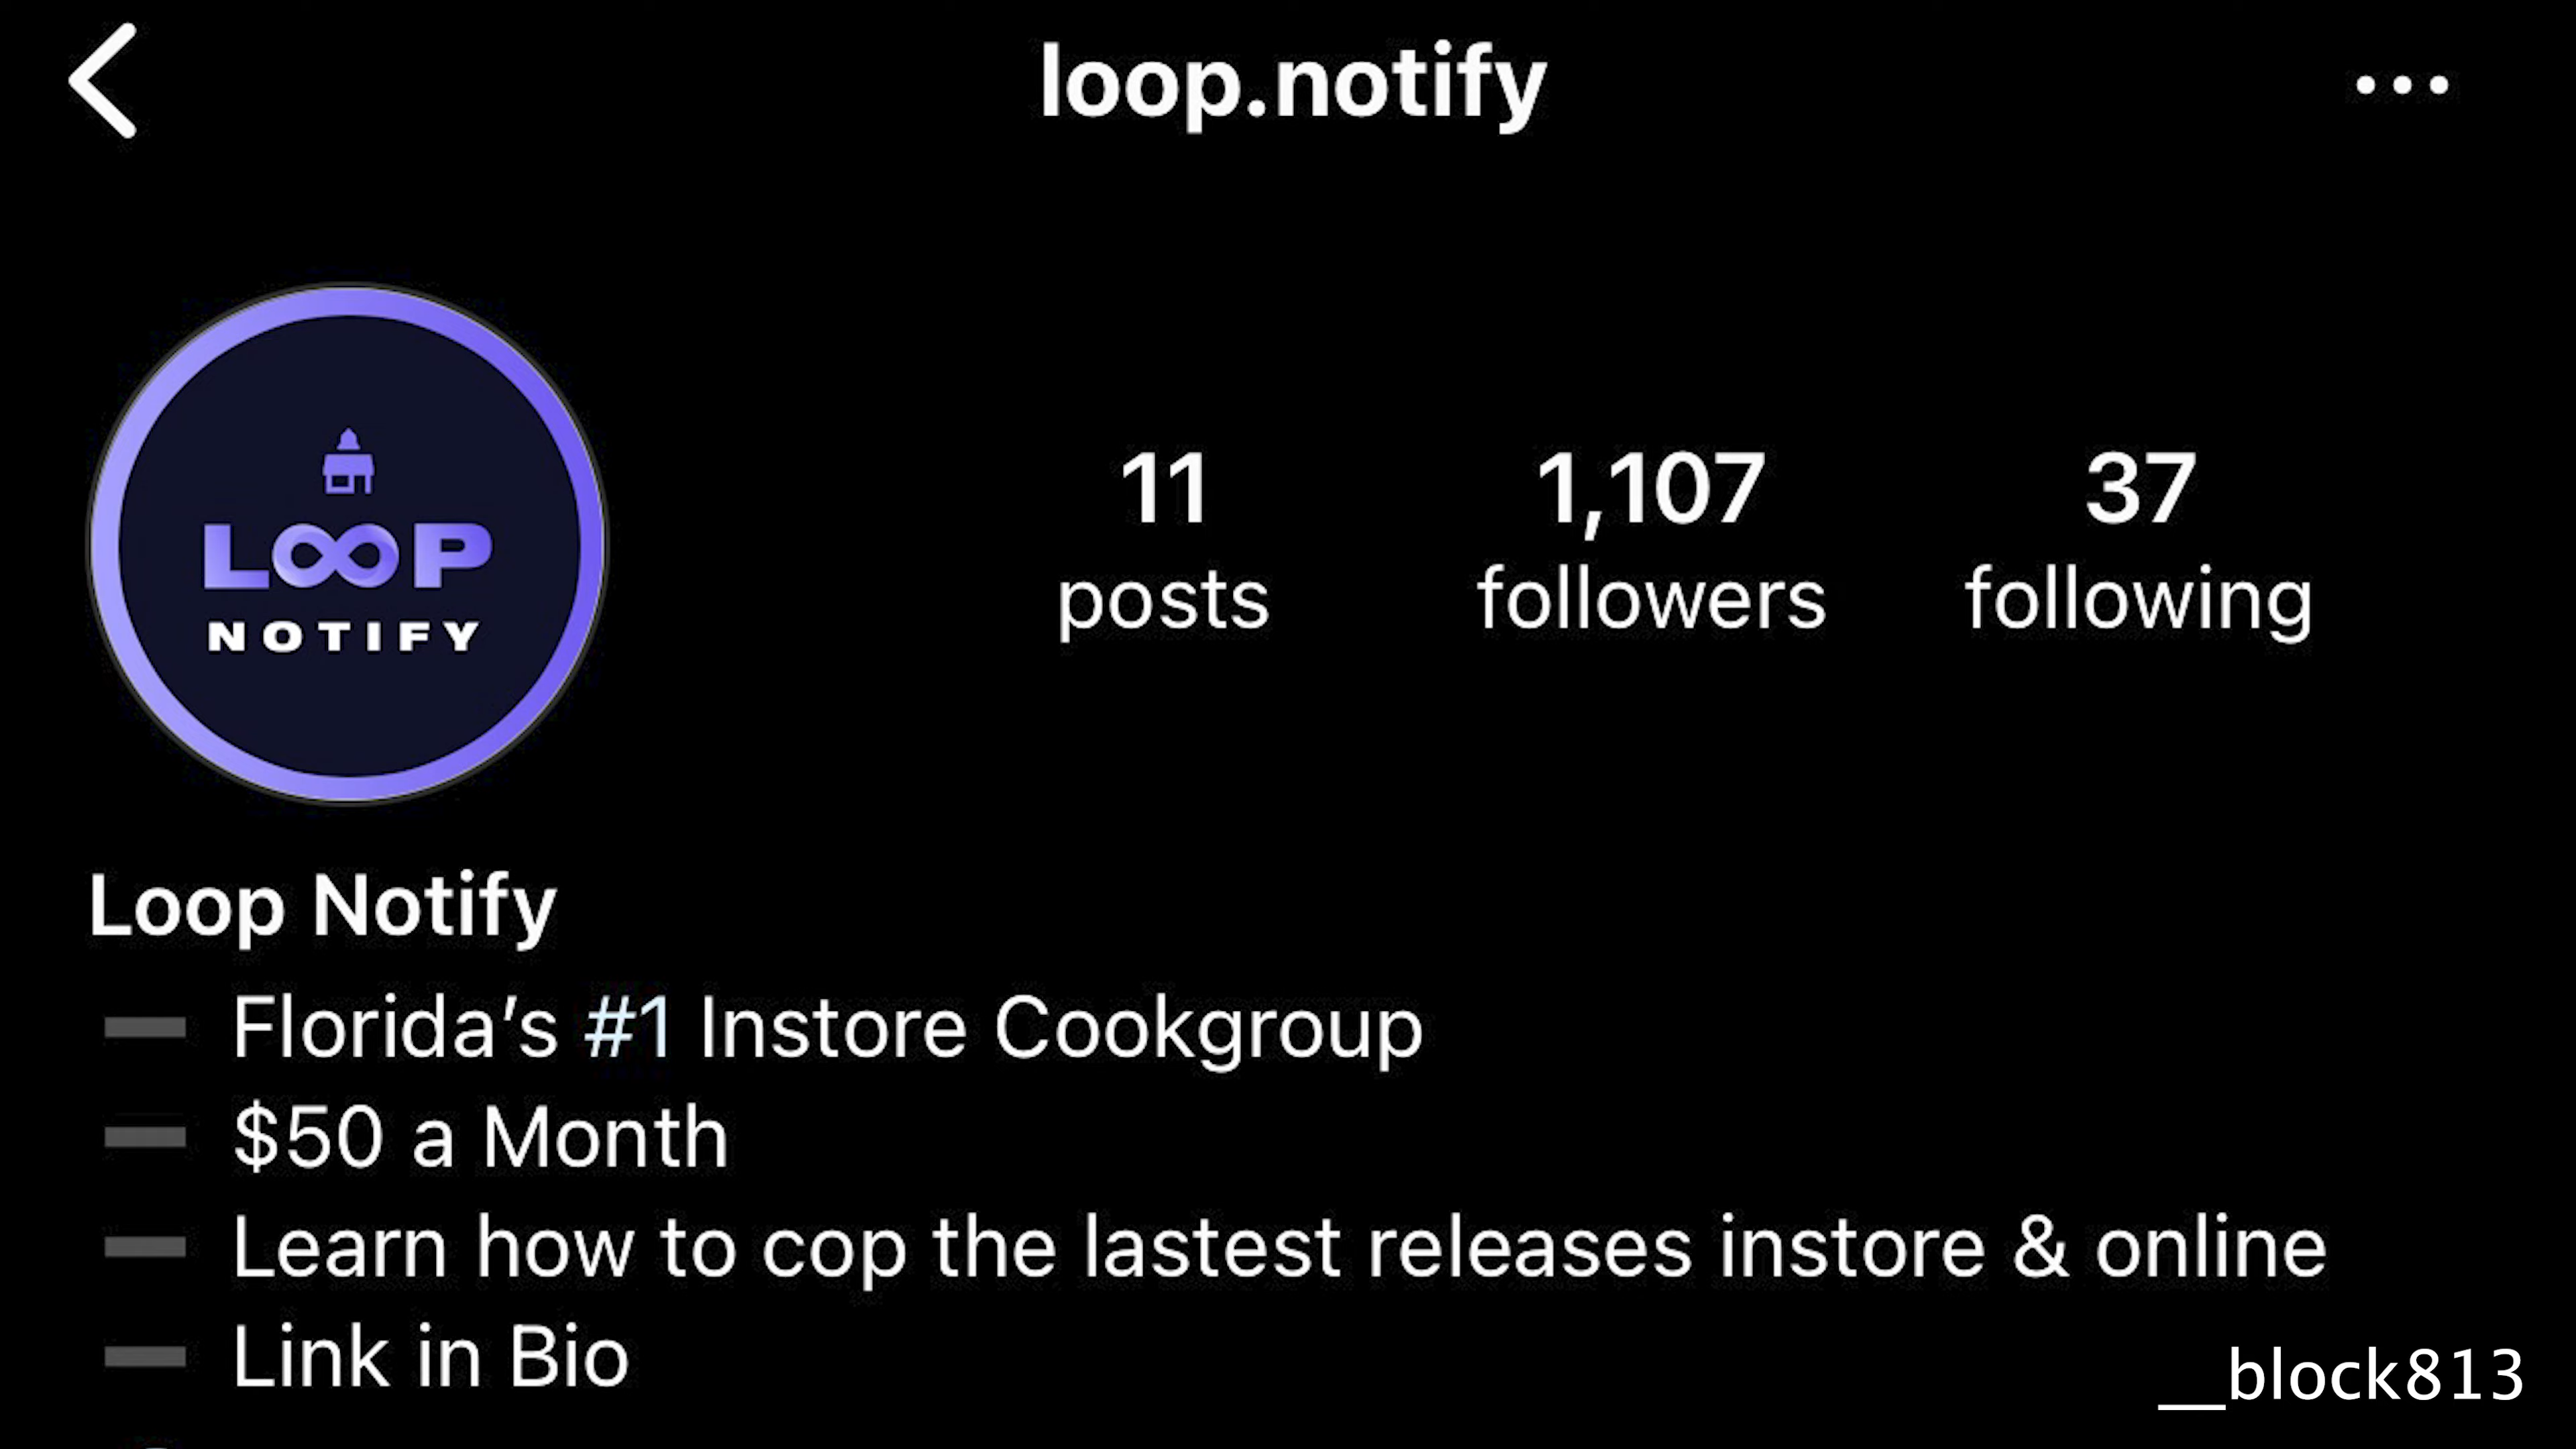 loop.notify
LOOP
NOTIFY
11
posts
1,107
followers
37
following
Loop Notify
Florida’s #1 Instore Cookgroup
$50 a Month
Learn how to cop the lastest releases instore & online
Link in Bio
__block813